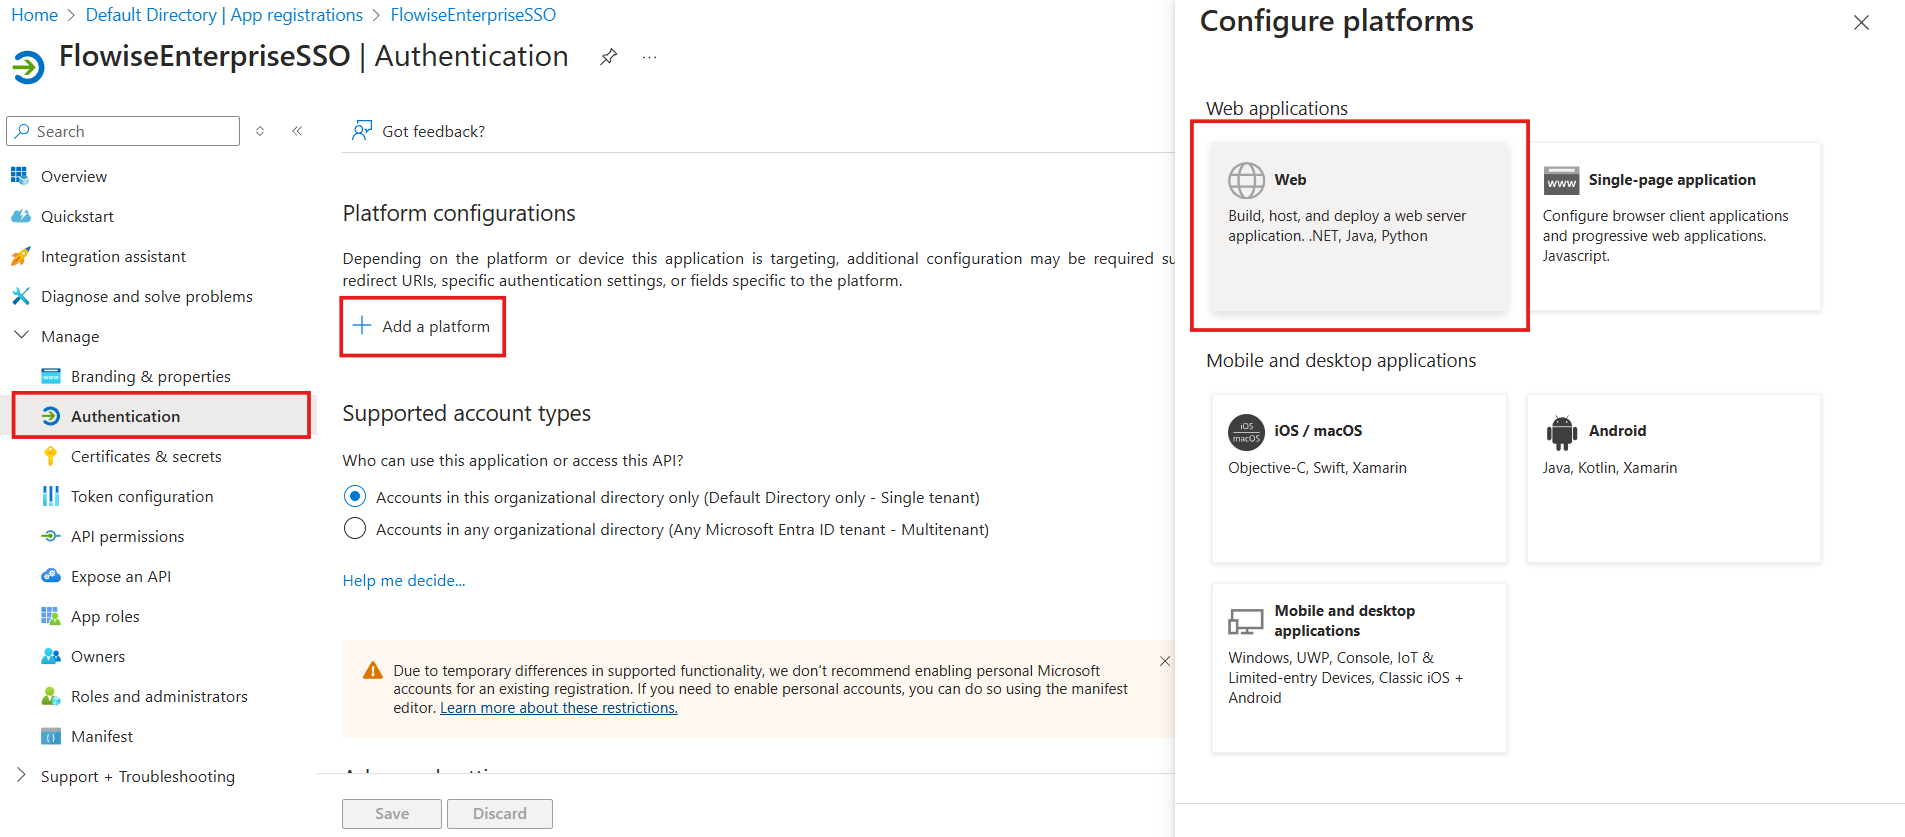 Home > Default Directory | App registrations > FlowiseEnterpriseSSO
FlowiseEnterpriseSSO | Authentication
Search
Overview
Quickstart
Integration assistant
Diagnose and solve problems
Manage
Branding & properties
Authentication
Certificates & secrets
Token configuration
API permissions
Expose an API
App roles
Owners
Roles and administrators
Manifest
Support + Troubleshooting
Got feedback?
Platform configurations
Depending on the platform or device this application is targeting, additional configuration may be required su
redirect URIs, specific authentication settings, or fields specific to the platform.
+ Add a platform
Supported account types
Who can use this application or access this API?
Accounts in this organizational directory only (Default Directory only - Single tenant)
Accounts in any organizational directory (Any Microsoft Entra ID tenant - Multitenant)
Help me decide...
Due to temporary differences in supported functionality, we don't recommend enabling personal Microsoft
accounts for an existing registration. If you need to enable personal accounts, you can do so using the manifest
editor. Learn more about these restrictions.
Save
Discard
Configure platforms
Web applications
Web
Build, host, and deploy a web server
application. .NET, Java, Python
WWW
Single-page application
Configure browser client applications
and progressive web applications.
Javascript.
Mobile and desktop applications
iOS
macOS
iOS / macOS
Objective-C, Swift, Xamarin
Android
Java, Kotlin, Xamarin
Mobile and desktop
applications
Windows, UWP, Console, IoT &
Limited-entry Devices, Classic iOS +
Android